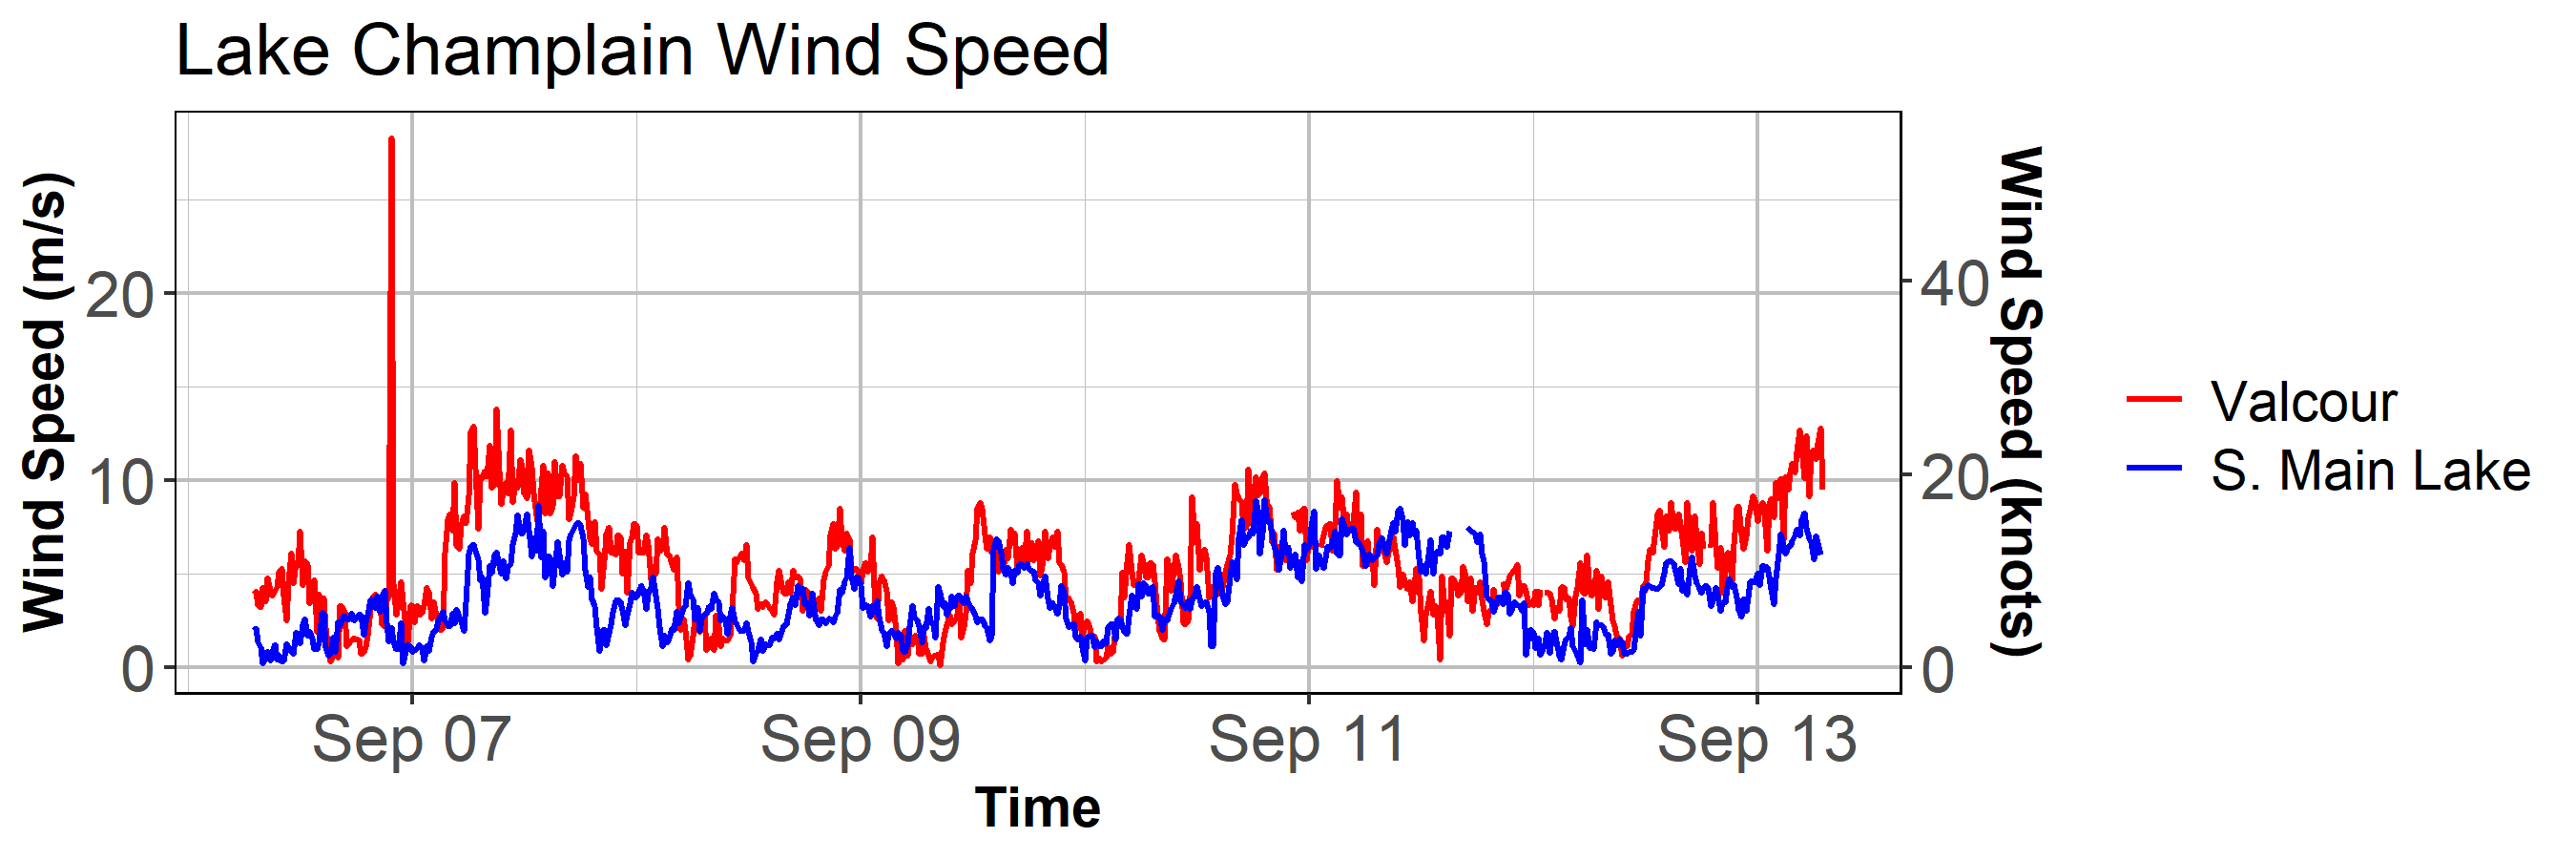 Lake Champlain Wind Speed
Wind Speed (m/s)
20
10
0
40
20
0
Wind Speed (knots)
Sep 07
Sep 09
Sep 11
Sep 13
Time
Valcour
S. Main Lake